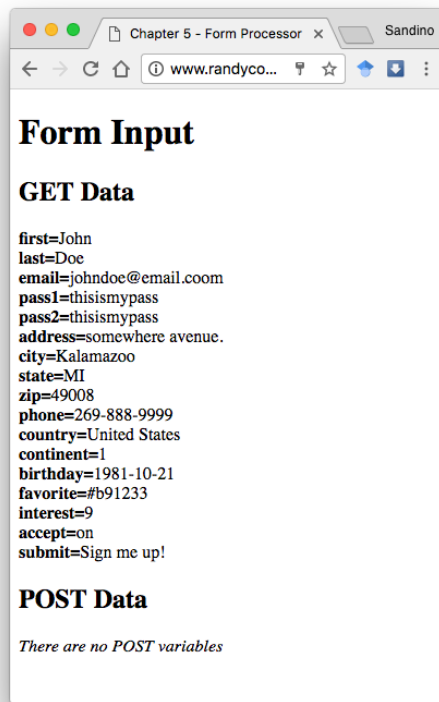 Chapter 5 - Form Processor
Sandino
www.randyco...
Form Input
GET Data
first=John
last=Doe
email=johndoe@email.coom
pass1=thisismypass
pass2=thisismypass
address=somewhere avenue.
city=Kalamazoo
state=MI
zip=49008
phone=269-888-9999
country=United States
continent=1
birthday=1981-10-21
favorite=#b91233
interest=9
accept=on
submit=Sign me up!
POST Data
There are no POST variables